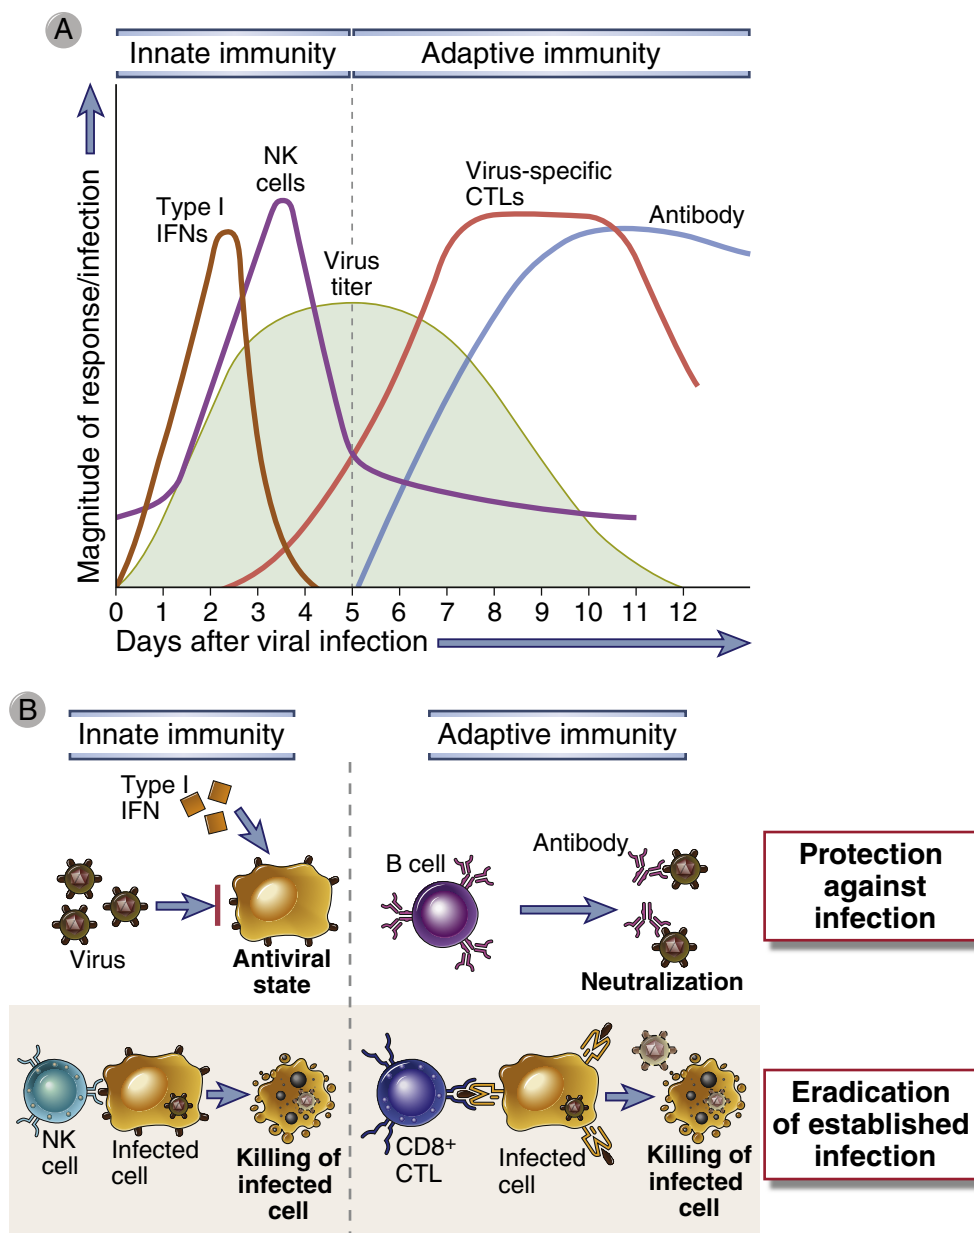 A
Innate immunity
Adaptive immunity
Magnitude of response/infection
Type I
IFNs
NK
cells
Virus
titer
Virus-specific
CTLs
Antibody
0 1 2 3 4 5 6 7 8 9 10 11 12
Days after viral infection
B
Innate immunity
Adaptive immunity
Type I
IFN
Virus
Antiviral
state
B cell
Antibody
Neutralization
Protection
against
infection
NK
cell
Infected
cell
Killing of
infected
cell
CD8+
CTL
Infected
cell
Killing of
infected
cell
Eradication
of established
infection